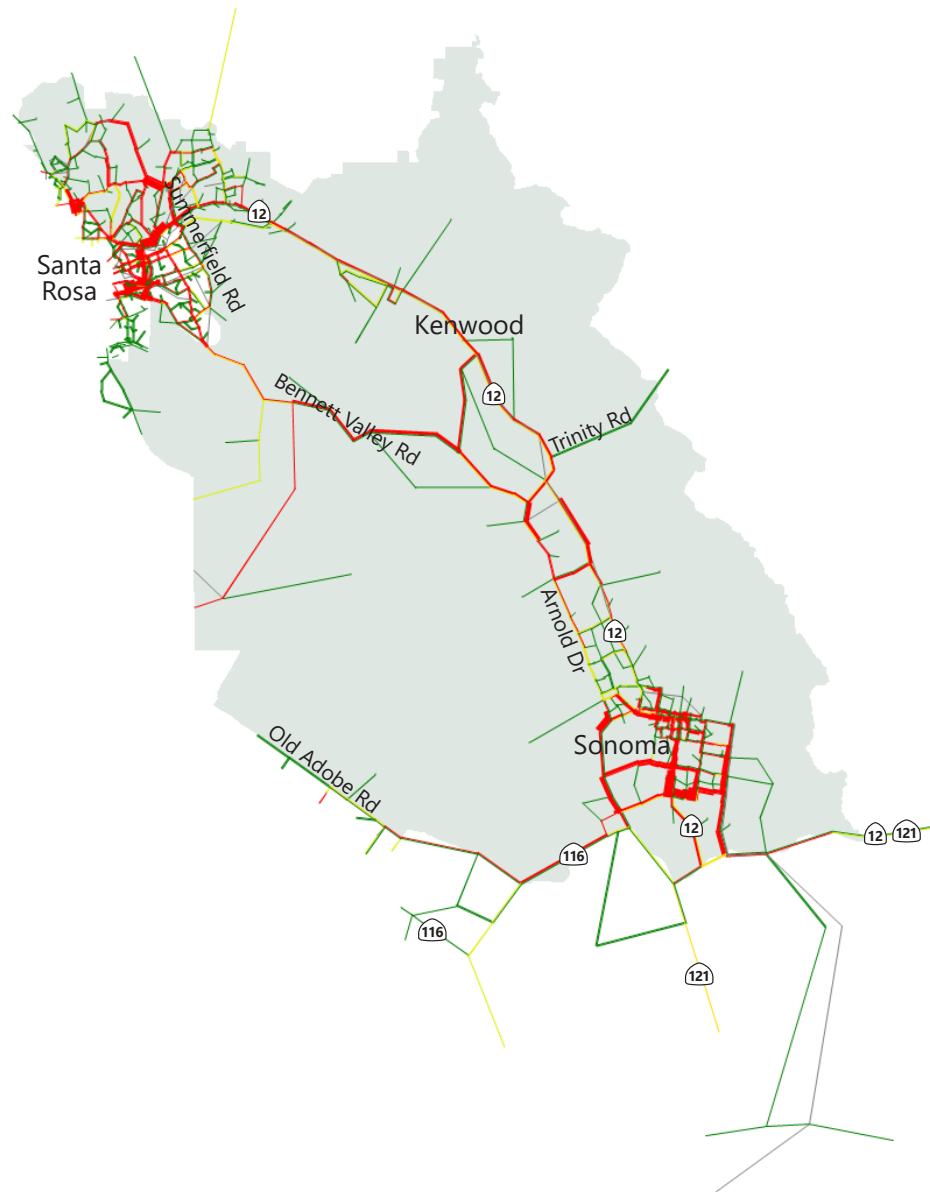 12
Summerfield Rd
Santa
Rosa
Kenwood
12
Bennett Valley Rd
Trinity Rd
Arnold Dr
12
Sonoma
Old Adobe Rd
12
12
121
116
116
121